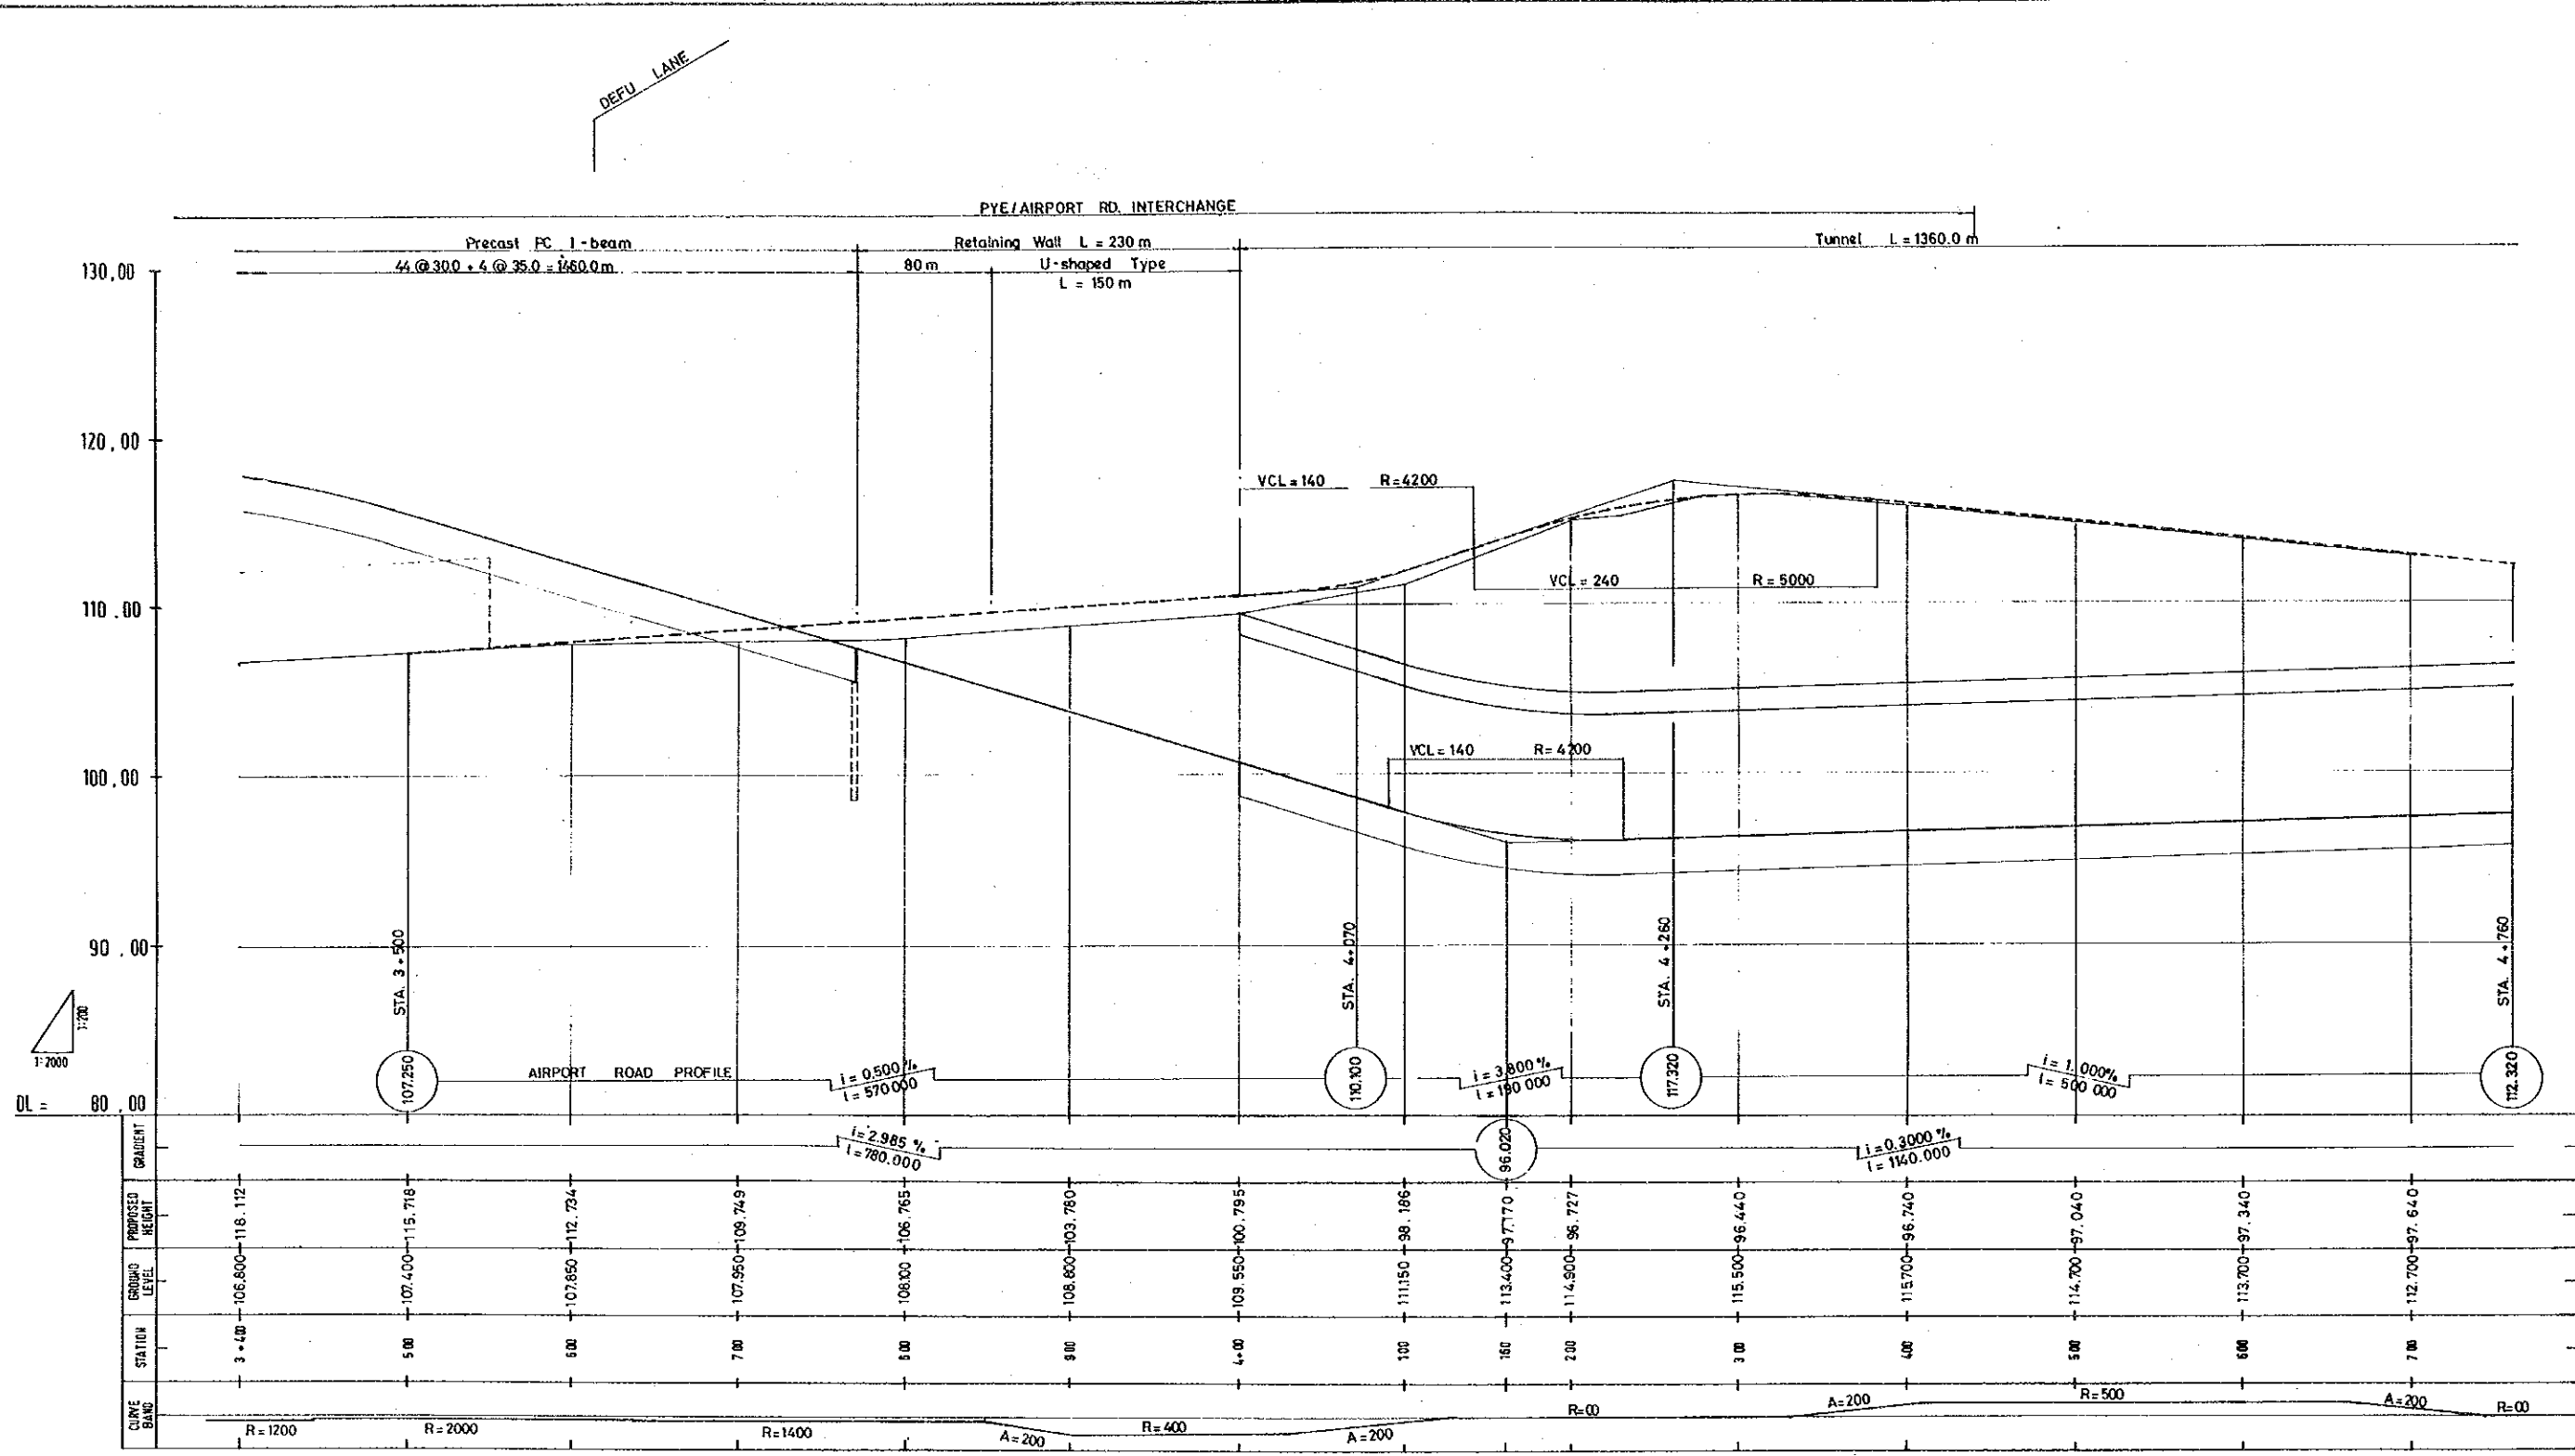 DEFU LANE
PYE/AIRPORT RD. INTERCHANGE
Precast PC I-beam
Retaining Wall L = 230 m
Tunnel L = 1360.0 m
44 @ 30.0 + 4 @ 35.0 = 1460.0 m
80 m
U-shaped Type
L = 150 m
130.00
120.00
110.00
100.00
90.00
DL = 80.00
VCL = 140 R=4200
VCL = 240 R = 5000
VCL = 140 R = 4200
1:200
1:2000
STA. 3+500
STA. 4+070
STA. 4+260
STA. 4+760
107.250
AIRPORT ROAD PROFILE
i = 0.500 %
l = 570.000
110.100
i = 3.800 %
l = 190 000
117.320
i = 1.000%
l = 500 000
112.320
GRADIENT
i = 2.985 %
l = 780.000
96.020
i = 0.3000 %
l = 1140.000
PROPOSED HEIGHT
118.112 115.718 112.734 109.749 106.765 103.780 100.795 98.186 97.170 96.727 96.440 96.740 97.040 97.340 97.640
GROUND LEVEL
106.800 107.400 107.850 107.950 108.100 108.800 109.550 111.150 113.400 114.900 115.500 115.700 114.700 113.700 112.700
STATION
3+400 500 600 700 800 900 4+00 100 160 200 300 400 500 600 700
CURVE BAND
R=1200 R=2000 R=1400 A=200 R=400 A=200 R=00 A=200 R=500 A=200 R=00